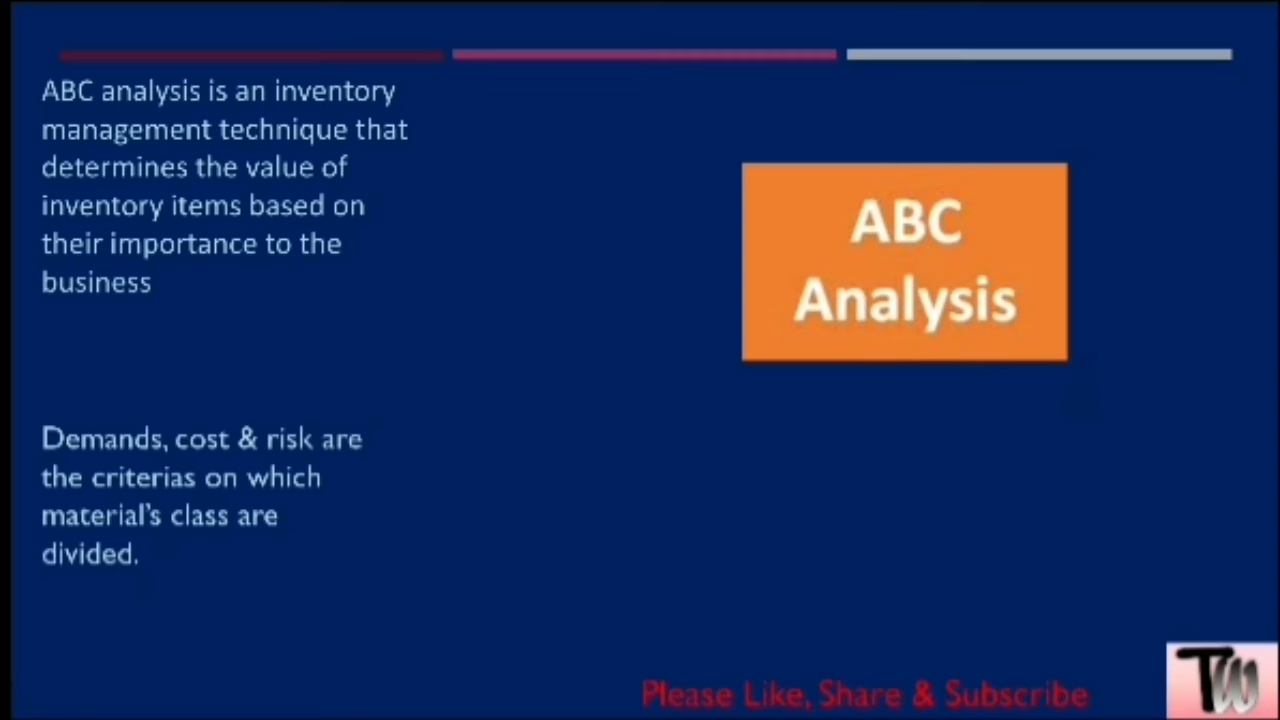 ABC analysis is an inventory
management technique that
determines the value of
inventory items based on
their importance to the
business
ABC
Analysis
Demands, cost & risk are
the criterias on which
material's class are
divided.
Please Like, Share & Subscribe
TW